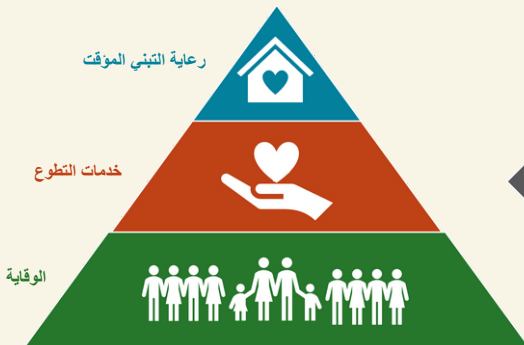 رعاية التبني المؤقت
خدمات التطوع
الوقاية